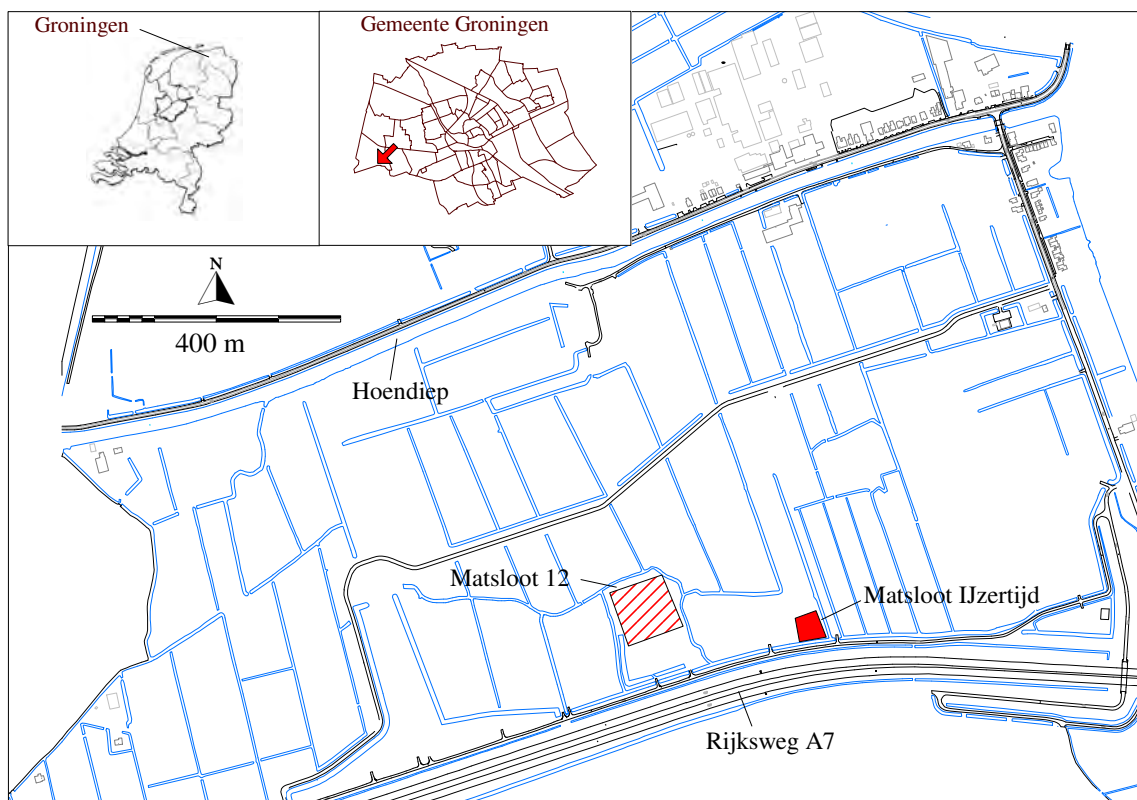 Groningen
Gemeente Groningen
N
400 m
Hoendiep
Matsloot 12
Matsloot IJzertijd
Rijksweg A7